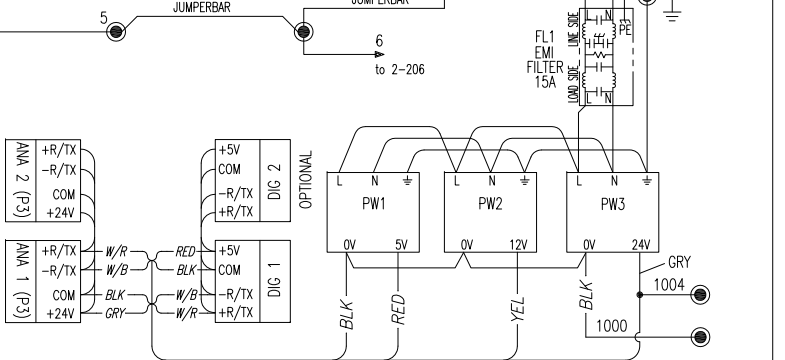 5
JUMPERBAR
JUMPERBAR
6
to 2-206
FL1
EMI
FILTER
15A
LINE SIDE
LOAD SIDE
L N PE
L N
ANA 2 (P3)
+R/TX
-R/TX
COM
+24V
+5V
COM
-R/TX
+R/TX
DIG 2
OPTIONAL
ANA 1 (P3)
+R/TX
-R/TX
COM
+24V
W/R RED
W/B BLK
BLK W/B
GRY W/R
+5V
COM
-R/TX
+R/TX
DIG 1
L N
PW1
0V 5V
L N
PW2
0V 12V
L N
PW3
0V 24V
BLK
RED
YEL
BLK
GRY
1004
1000